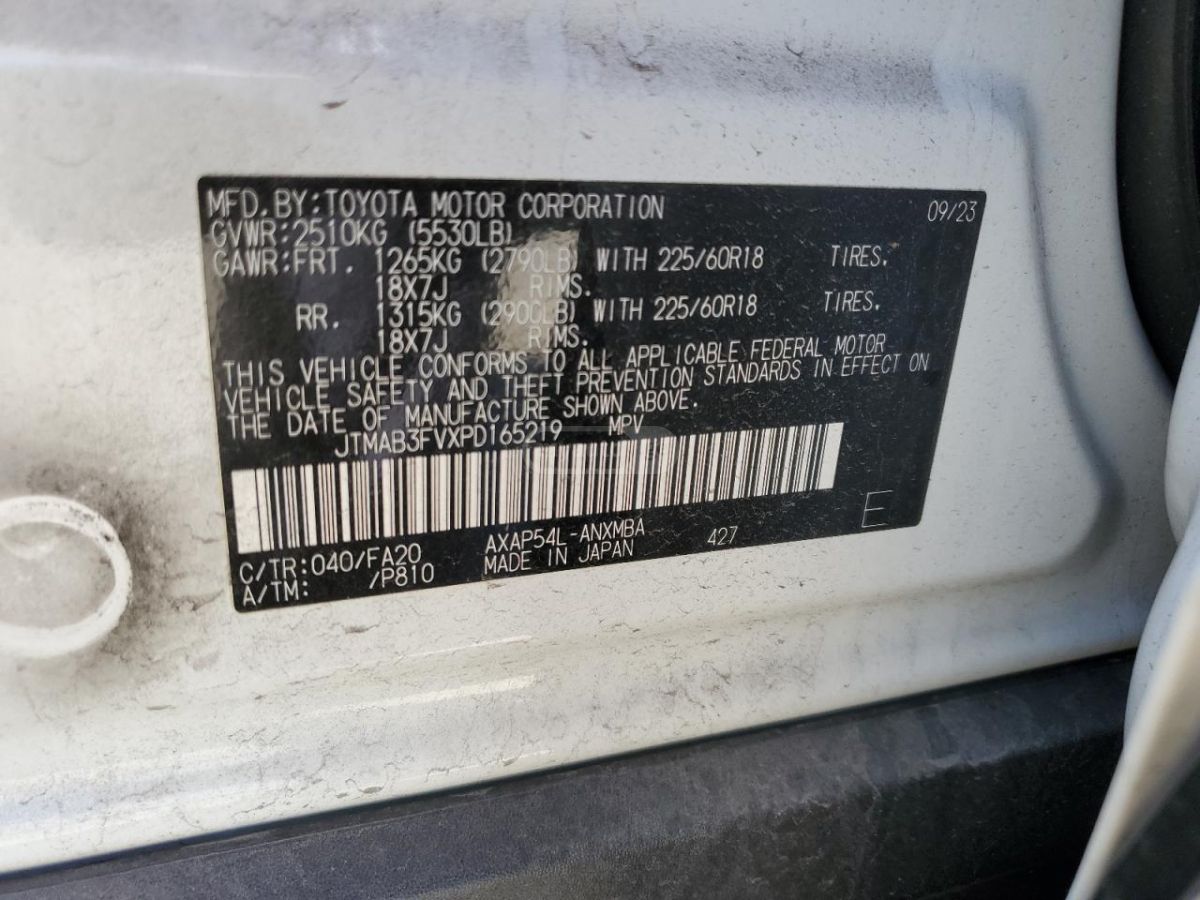 MFD. BY:TOYOTA MOTOR CORPORATION 09/23
GVWR:2510KG (5530LB)
GAWR:FRT. 1265KG (2790LB) WITH 225/60R18 TIRES.
18X7J RIMS.
RR. 1315KG (2900LB) WITH 225/60R18 TIRES.
18X7J RIMS.
THIS VEHICLE CONFORMS TO ALL APPLICABLE FEDERAL MOTOR
VEHICLE SAFETY AND THEFT PREVENTION STANDARDS IN EFFECT ON
THE DATE OF MANUFACTURE SHOWN ABOVE.
JTMAB3FVXPD165219 MPV
C/TR:040/FA20 AXAP54L-ANXMBA 427 E
A/TM: /P810 MADE IN JAPAN